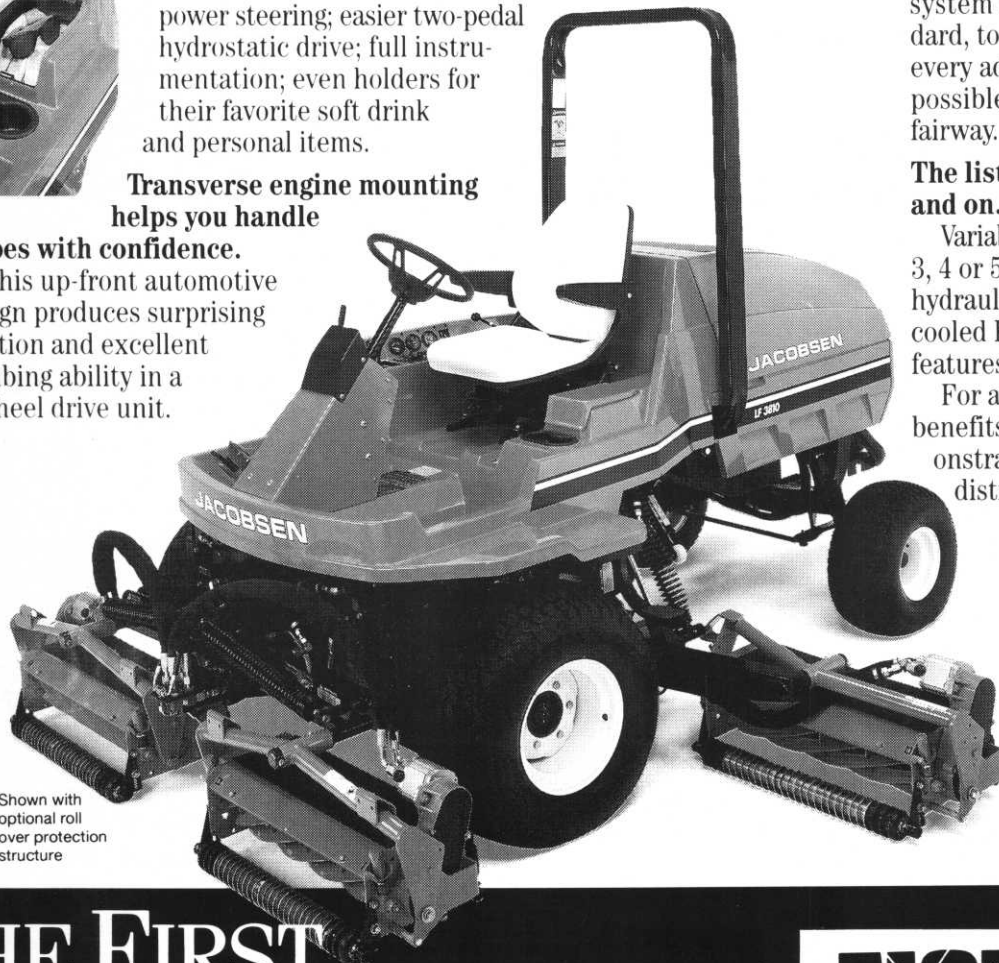 power steering; easier two-pedal
hydrostatic drive; full instru-
mentation; even holders for
their favorite soft drink
and personal items.
Transverse engine mounting
helps you handle
pes with confidence.
his up-front automotive
ign produces surprising
tion and excellent
bing ability in a
heel drive unit.
JACOBSEN
LF 3810
JACOBSEN
Shown with
optional roll
over protection
structure
system
dard, to
every ac
possible
fairway.
The list
and on.
Varial
3, 4 or 5
hydraul
cooled
features
For a
benefits
onstra
dist
HE FIRST